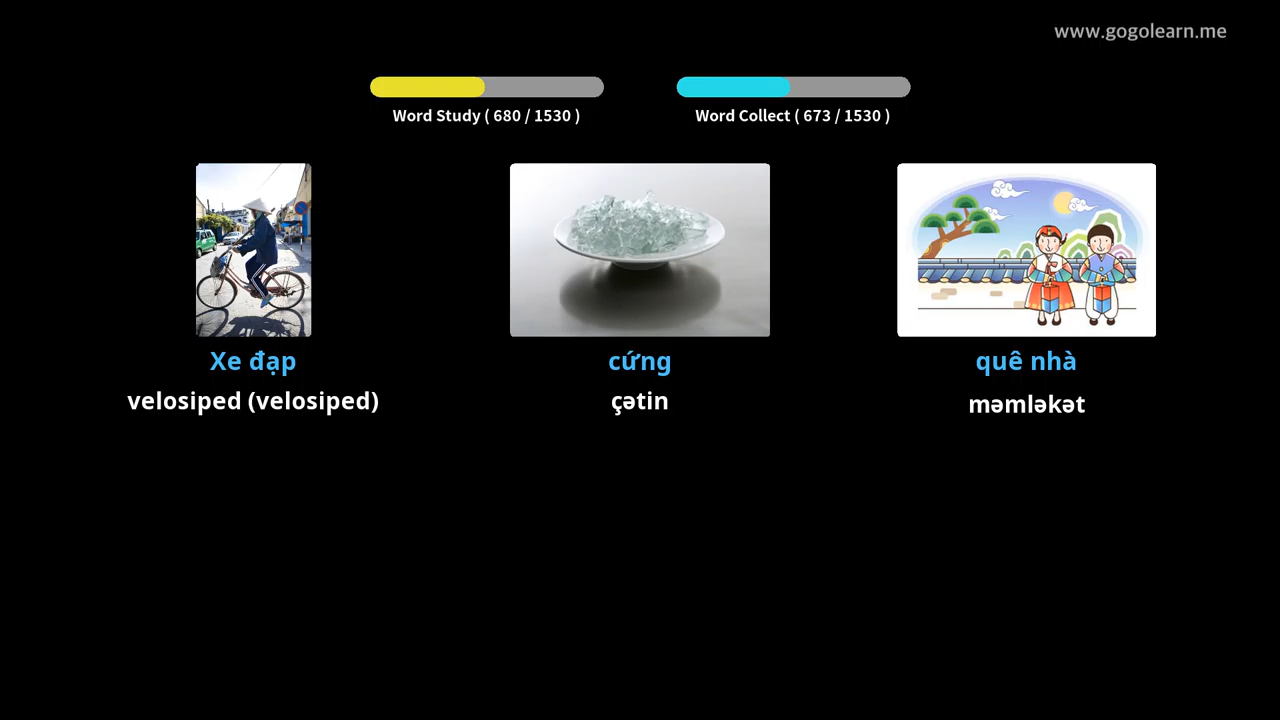 www.gogolearn.me
Word Study ( 680 / 1530 )
Word Collect ( 673 / 1530 )
Xe đạp
cứng
quê nhà
velosiped (velosiped)
çətin
məmləkət